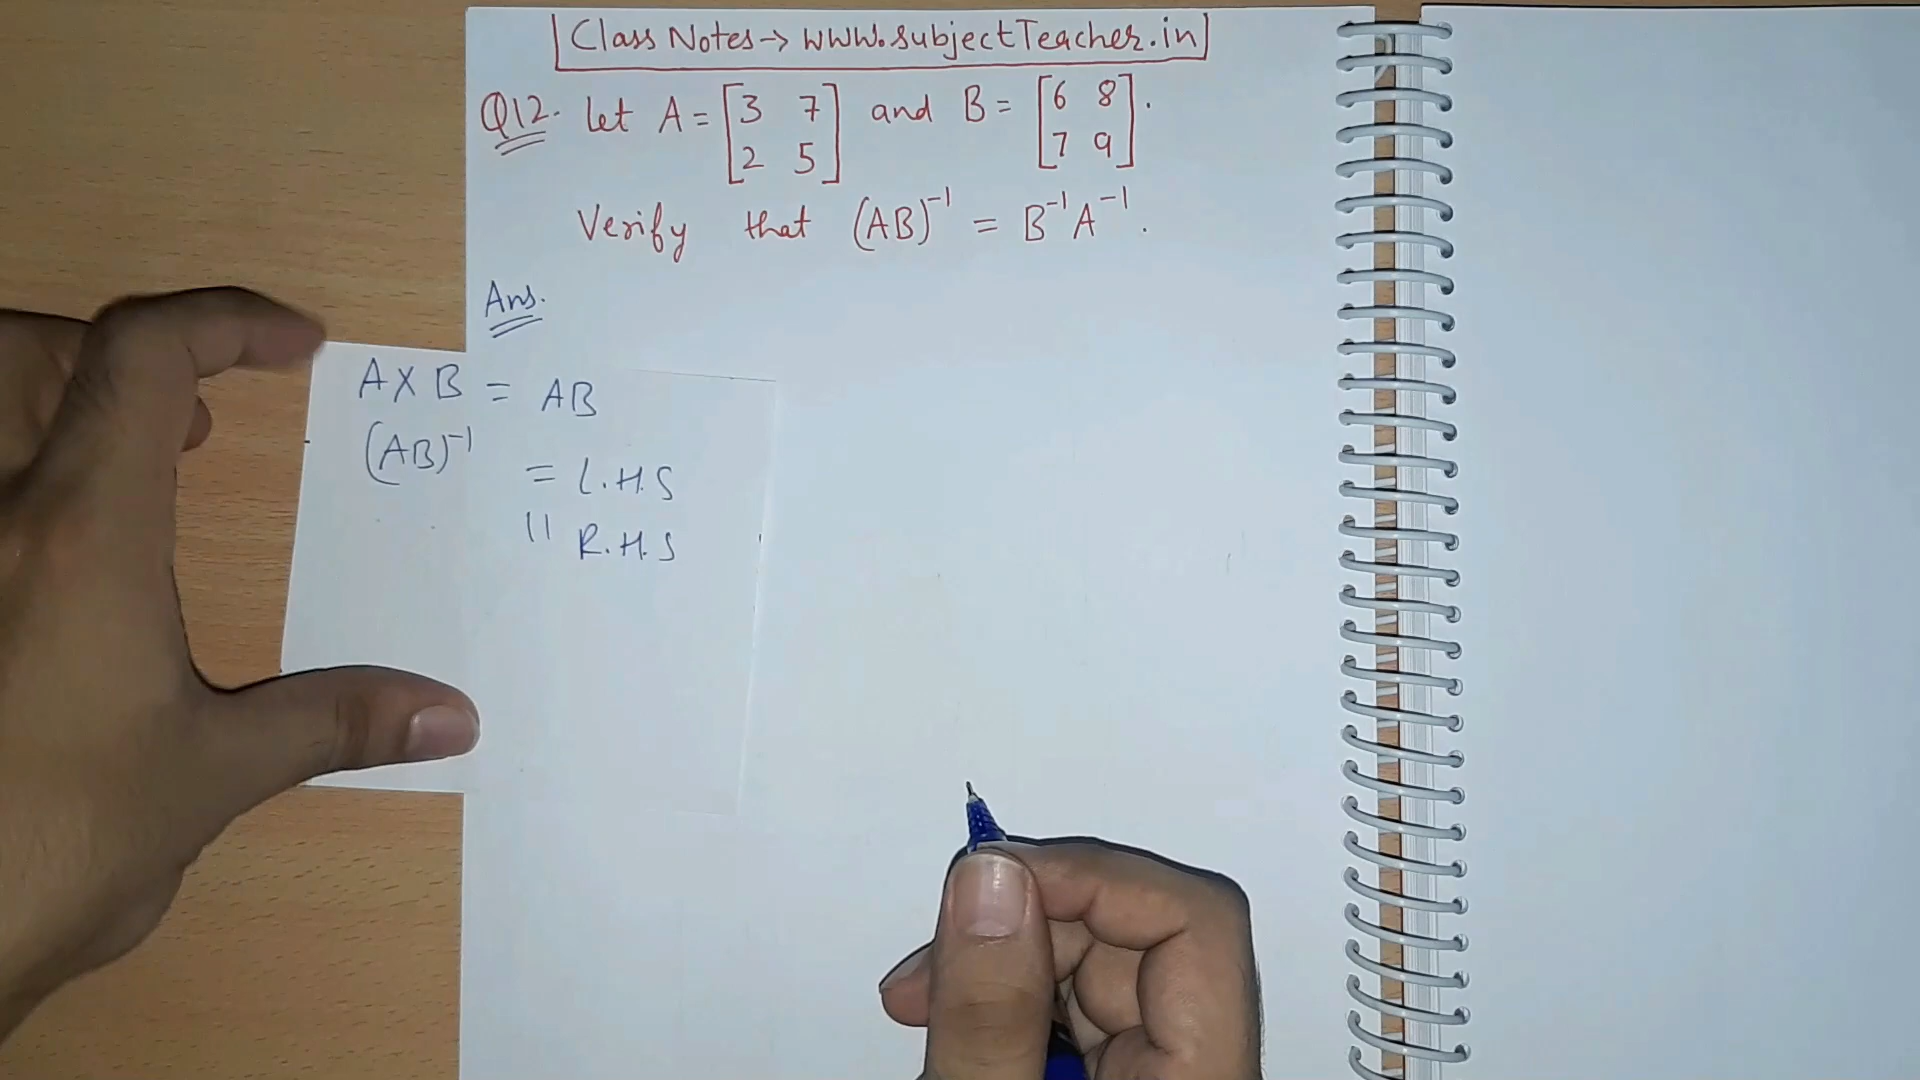 Class Notes → www.subjectTeacher.in
Q12. Let A = [3 7 2 5] and B = [6 8 7 9].
Verify that (AB)⁻¹ = B⁻¹A⁻¹.
Ans.
A X B = AB
(AB)⁻¹ = L.H.S
" R.H.S